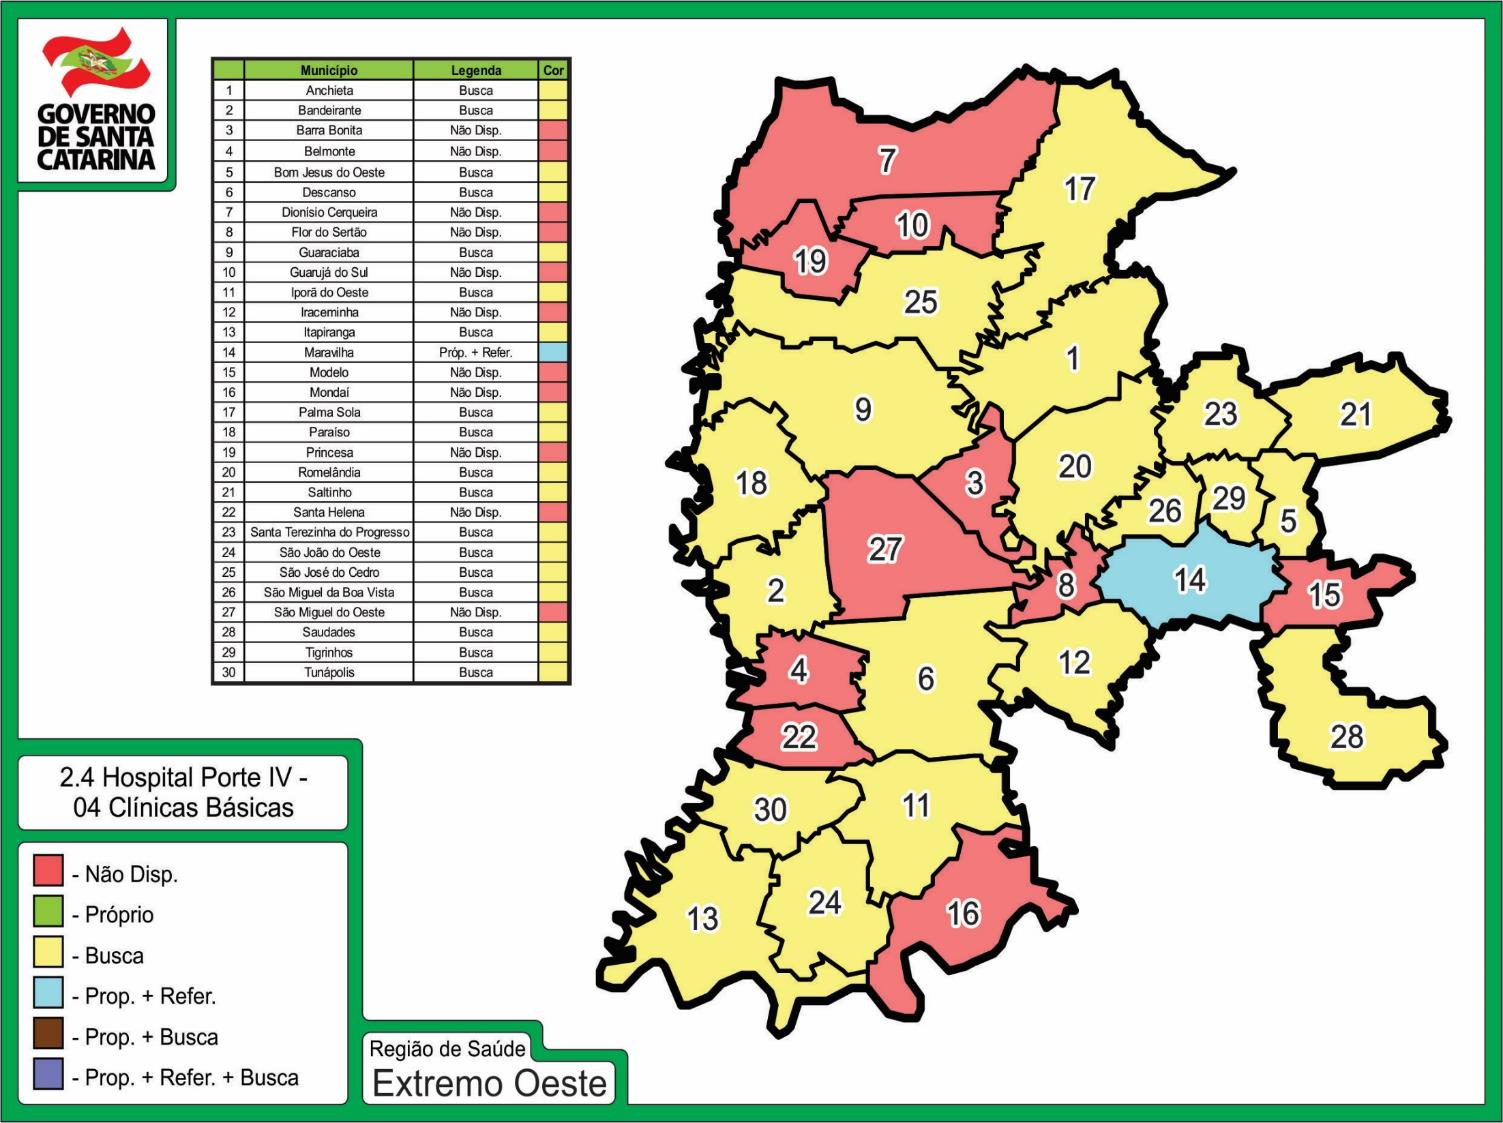 GOVERNO
DE SANTA
CATARINA
Município Legenda Cor
1 Anchieta Busca
2 Bandeirante Busca
3 Barra Bonita Não Disp.
4 Belmonte Não Disp.
5 Bom Jesus do Oeste Busca
6 Descanso Busca
7 Dionísio Cerqueira Não Disp.
8 Flor do Sertão Não Disp.
9 Guaraciaba Busca
10 Guarujá do Sul Não Disp.
11 Iporã do Oeste Busca
12 Iraceminha Não Disp.
13 Itapiranga Busca
14 Maravilha Próp. + Refer.
15 Modelo Não Disp.
16 Mondaí Não Disp.
17 Palma Sola Busca
18 Paraíso Busca
19 Princesa Não Disp.
20 Romelândia Busca
21 Saltinho Busca
22 Santa Helena Não Disp.
23 Santa Terezinha do Progresso Busca
24 São João do Oeste Busca
25 São José do Cedro Busca
26 São Miguel da Boa Vista Busca
27 São Miguel do Oeste Não Disp.
28 Saudades Busca
29 Tigrinhos Busca
30 Tunápolis Busca
7
17
10
19
25
1
9
23
21
18
3
20
26
29
5
27
2
8
14
15
4
6
12
22
28
30
11
13
24
16
2.4 Hospital Porte IV -
04 Clínicas Básicas
- Não Disp.
- Próprio
- Busca
- Prop. + Refer.
- Prop. + Busca
- Prop. + Refer. + Busca
Região de Saúde
Extremo Oeste